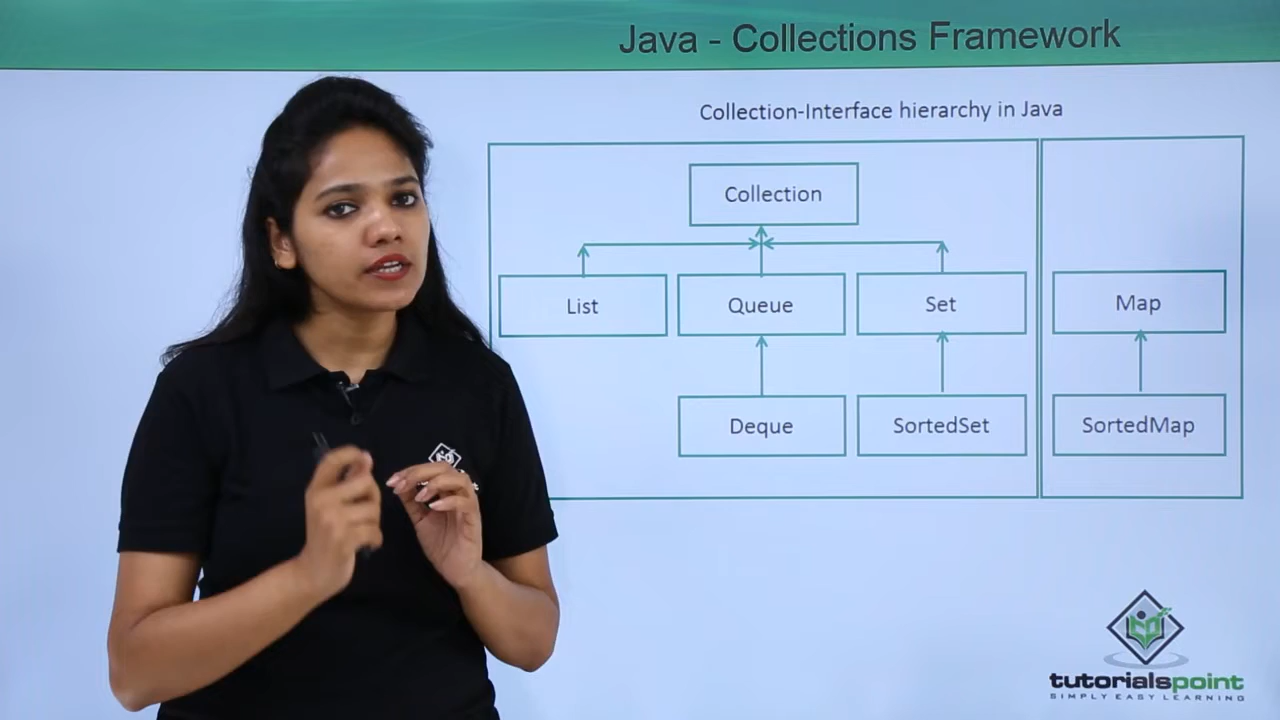 Java - Collections Framework
Collection-Interface hierarchy in Java
Collection
List
Queue
Set
Map
Deque
SortedSet
SortedMap
tutorialspoint
SIMPLY EASY LEARNING